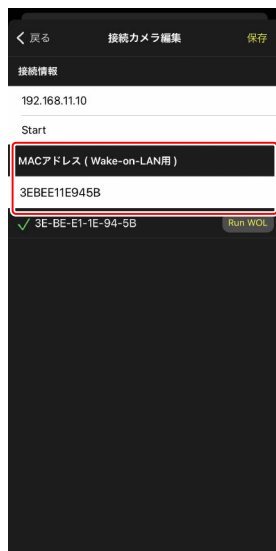 戻る 接続カメラ編集 保存
接続情報
192.168.11.10
Start
MACアドレス ( Wake-on-LAN用 )
3EBEE11E945B
3E-BE-E1-1E-94-5B Run WOL